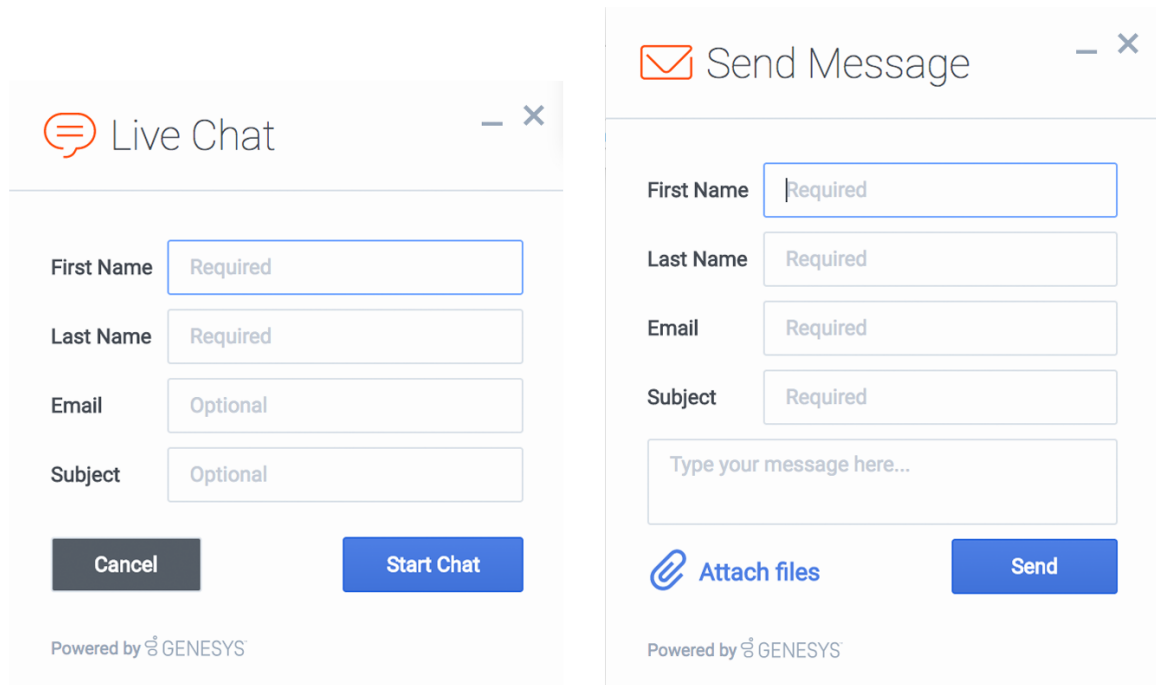 Live Chat
First Name Required
Last Name Required
Email Optional
Subject Optional
Cancel Start Chat
Powered by GENESYS
Send Message
First Name Required
Last Name Required
Email Required
Subject Required
Type your message here...
Attach files Send
Powered by GENESYS